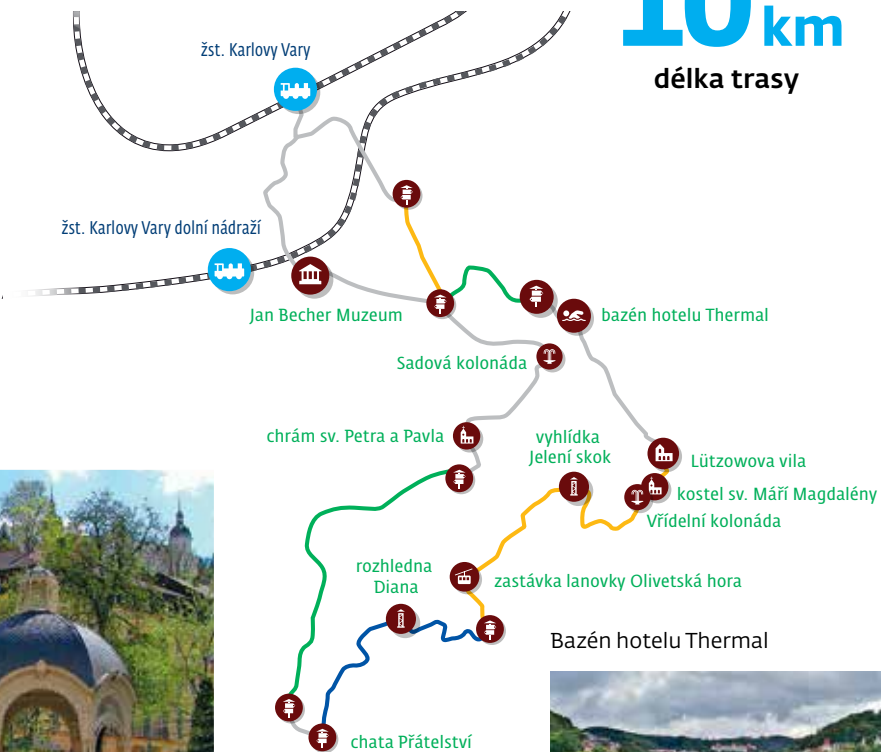 10 km
délka trasy
žst. Karlovy Vary
žst. Karlovy Vary dolní nádraží
Jan Becher Muzeum
bazén hotelu Thermal
Sadová kolonáda
chrám sv. Petra a Pavla
vyhlídka
Jelení skok
Lützowova vila
kostel sv. Máří Magdalény
Vřídelní kolonáda
rozhledna
Diana
zastávka lanovky Olivetská hora
Bazén hotelu Thermal
chata Přátelství